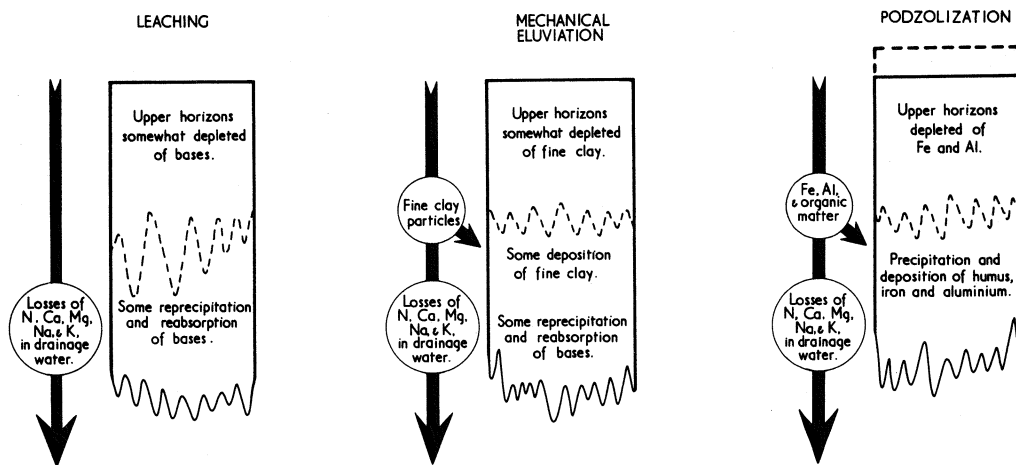 LEACHING
Upper horizons
somewhat depleted
of bases.
Losses of
N, Ca, Mg,
Na, & K,
in drainage
water.
Some reprecipitation
and reabsorption
of bases.
MECHANICAL
ELUVIATION
Upper horizons
somewhat depleted
of fine clay.
Fine clay
particles
Some deposition
of fine clay.
Losses of
N, Ca, Mg,
Na, & K,
in drainage
water.
Some reprecipitation
and reabsorption
of bases.
PODZOLIZATION
Upper horizons
depleted of
Fe and Al.
Fe, Al,
& organic
matter
Precipitation and
deposition of humus,
iron and aluminium.
Losses of
N, Ca, Mg,
Na, & K,
in drainage
water.